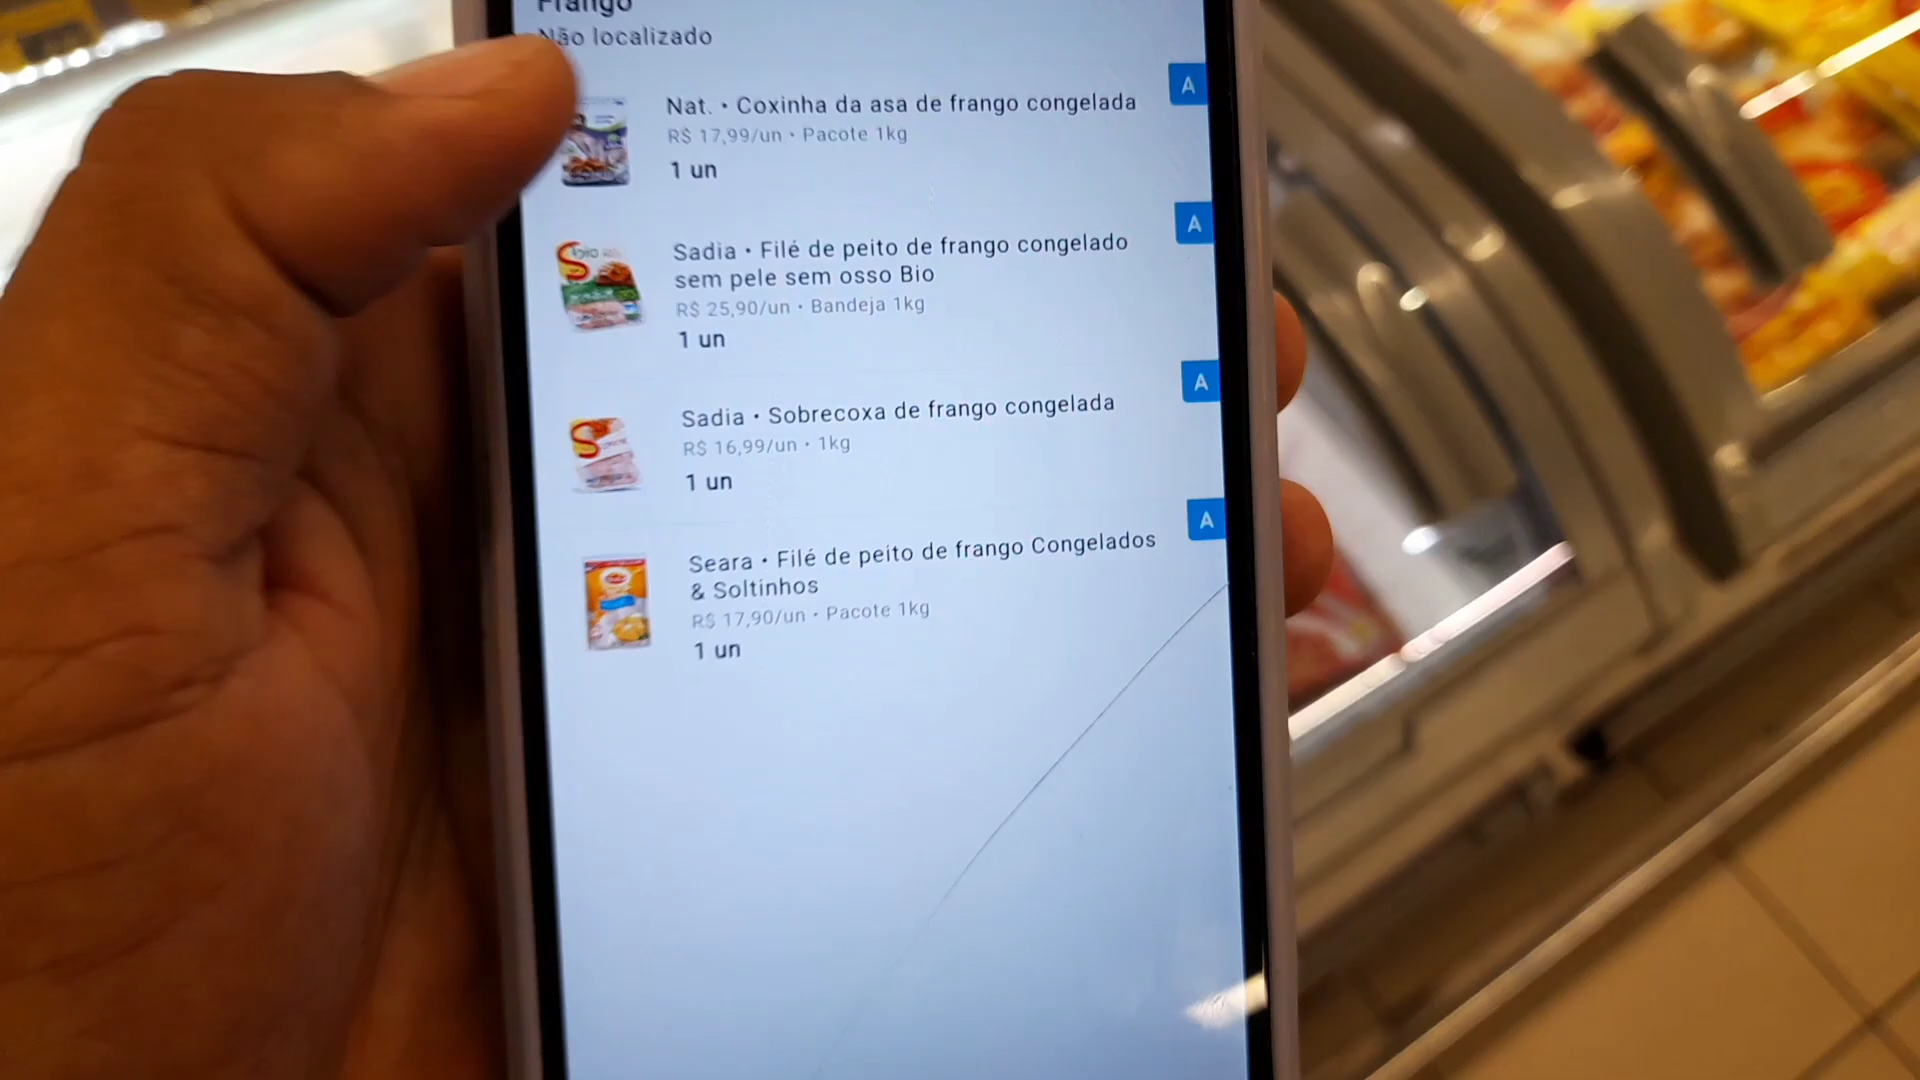 Frango
Não localizado
A
Nat. • Coxinha da asa de frango congelada
R$ 17,99/un • Pacote 1kg
1 un
A
Sadia • Filé de peito de frango congelado
sem pele sem osso Bio
R$ 25,90/un • Bandeja 1kg
1 un
A
Sadia • Sobrecoxa de frango congelada
R$ 16,99/un • 1kg
1 un
A
Seara • Filé de peito de frango Congelados
& Soltinhos
R$ 17,90/un • Pacote 1kg
1 un